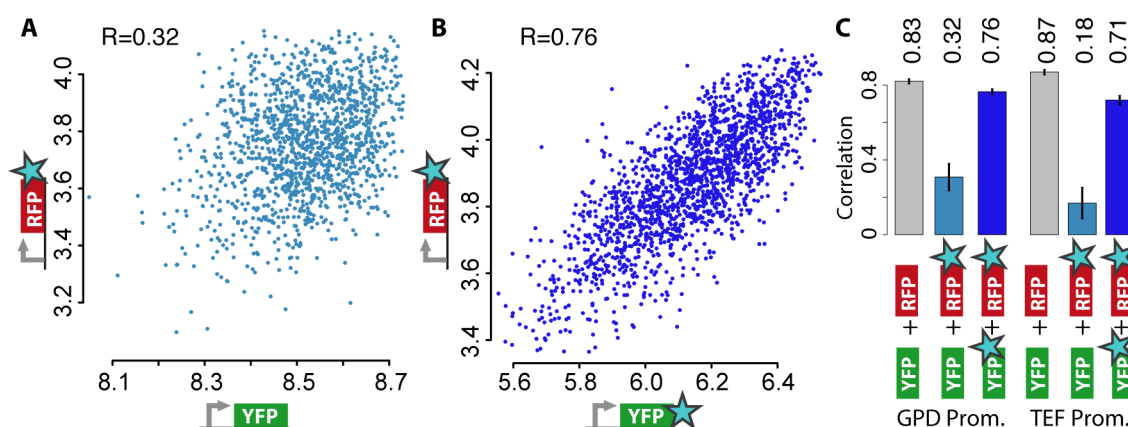 A
R=0.32
4.0
3.8
3.6
3.4
3.2
RFP
8.1
8.3
8.5
8.7
YFP
B
R=0.76
4.2
4.0
3.8
3.6
3.4
RFP
5.6
5.8
6.0
6.2
6.4
YFP
C
0.83
0.32
0.76
0.87
0.18
0.71
Correlation
0.8
0.4
0
RFP
RFP
RFP
RFP
RFP
RFP
+ + + + + +
YFP
YFP
YFP
YFP
YFP
YFP
GPD Prom.
TEF Prom.